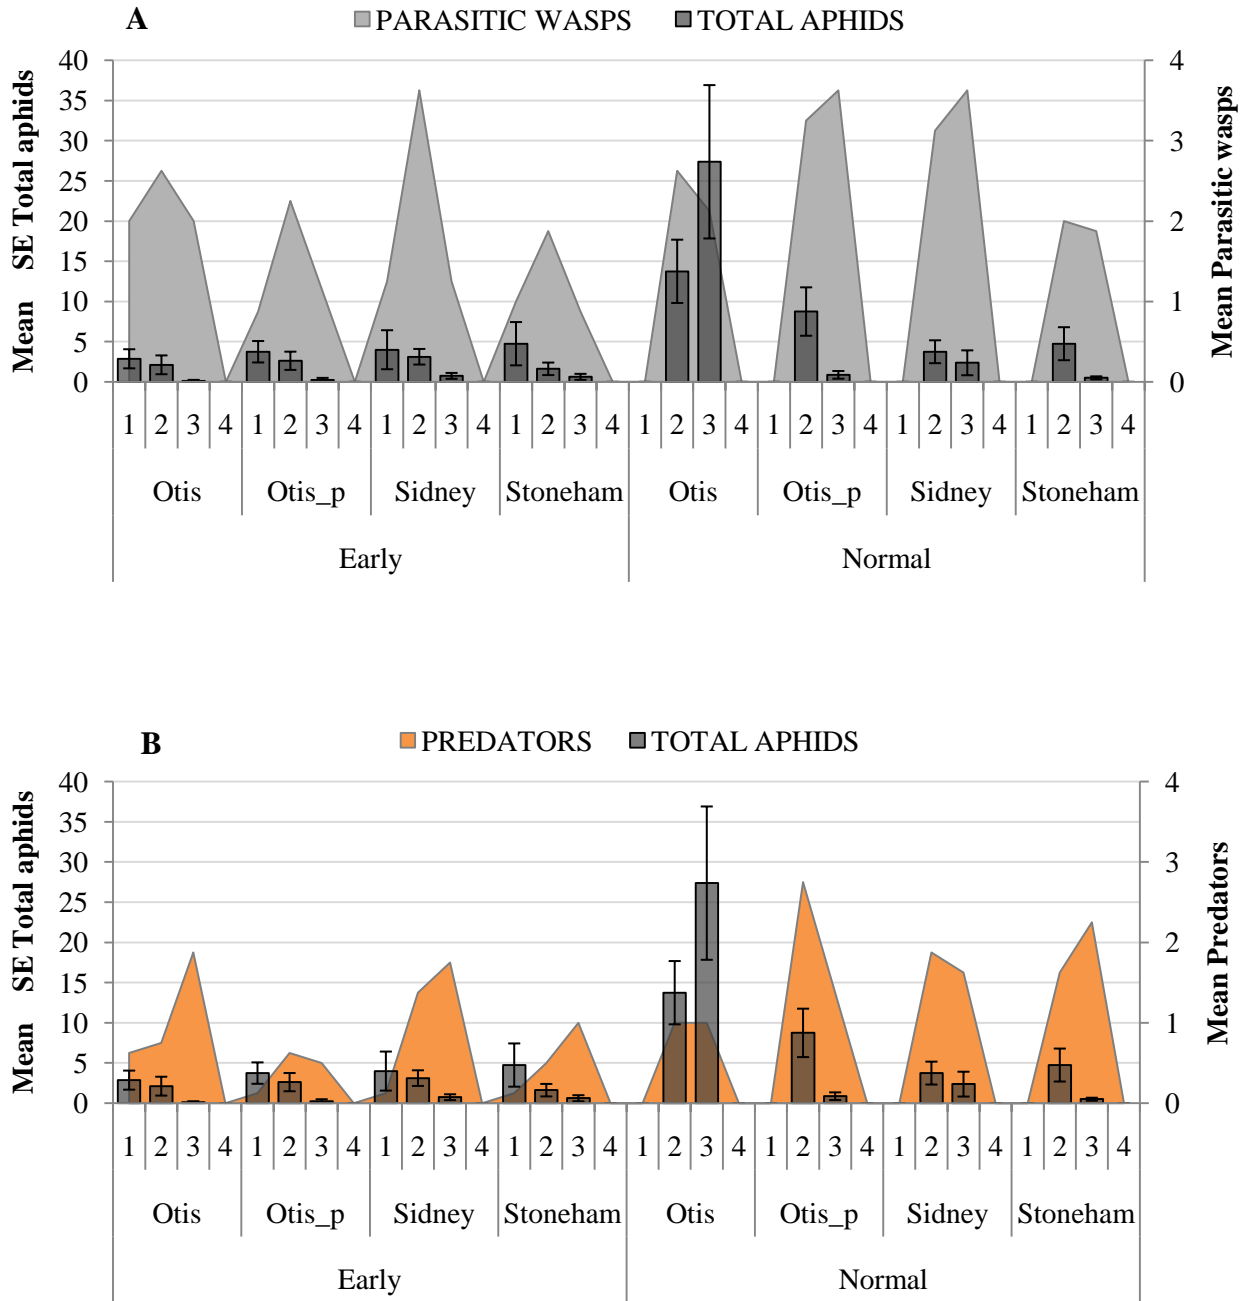 A
PARASITIC WASPS TOTAL APHIDS
40 4
35
30 3
25
20 2
15
10 1
5
0 0
Mean SE Total aphids
Mean Parasitic wasps
1 2 3 4 1 2 3 4 1 2 3 4 1 2 3 4 1 2 3 4 1 2 3 4 1 2 3 4 1 2 3 4
Otis Otis_p Sidney Stoneham Otis Otis_p Sidney Stoneham
Early Normal
B
PREDATORS TOTAL APHIDS
40 4
35
30 3
25
20 2
15
10 1
5
0 0
Mean SE Total aphids
Mean Predators
1 2 3 4 1 2 3 4 1 2 3 4 1 2 3 4 1 2 3 4 1 2 3 4 1 2 3 4 1 2 3 4
Otis Otis_p Sidney Stoneham Otis Otis_p Sidney Stoneham
Early Normal